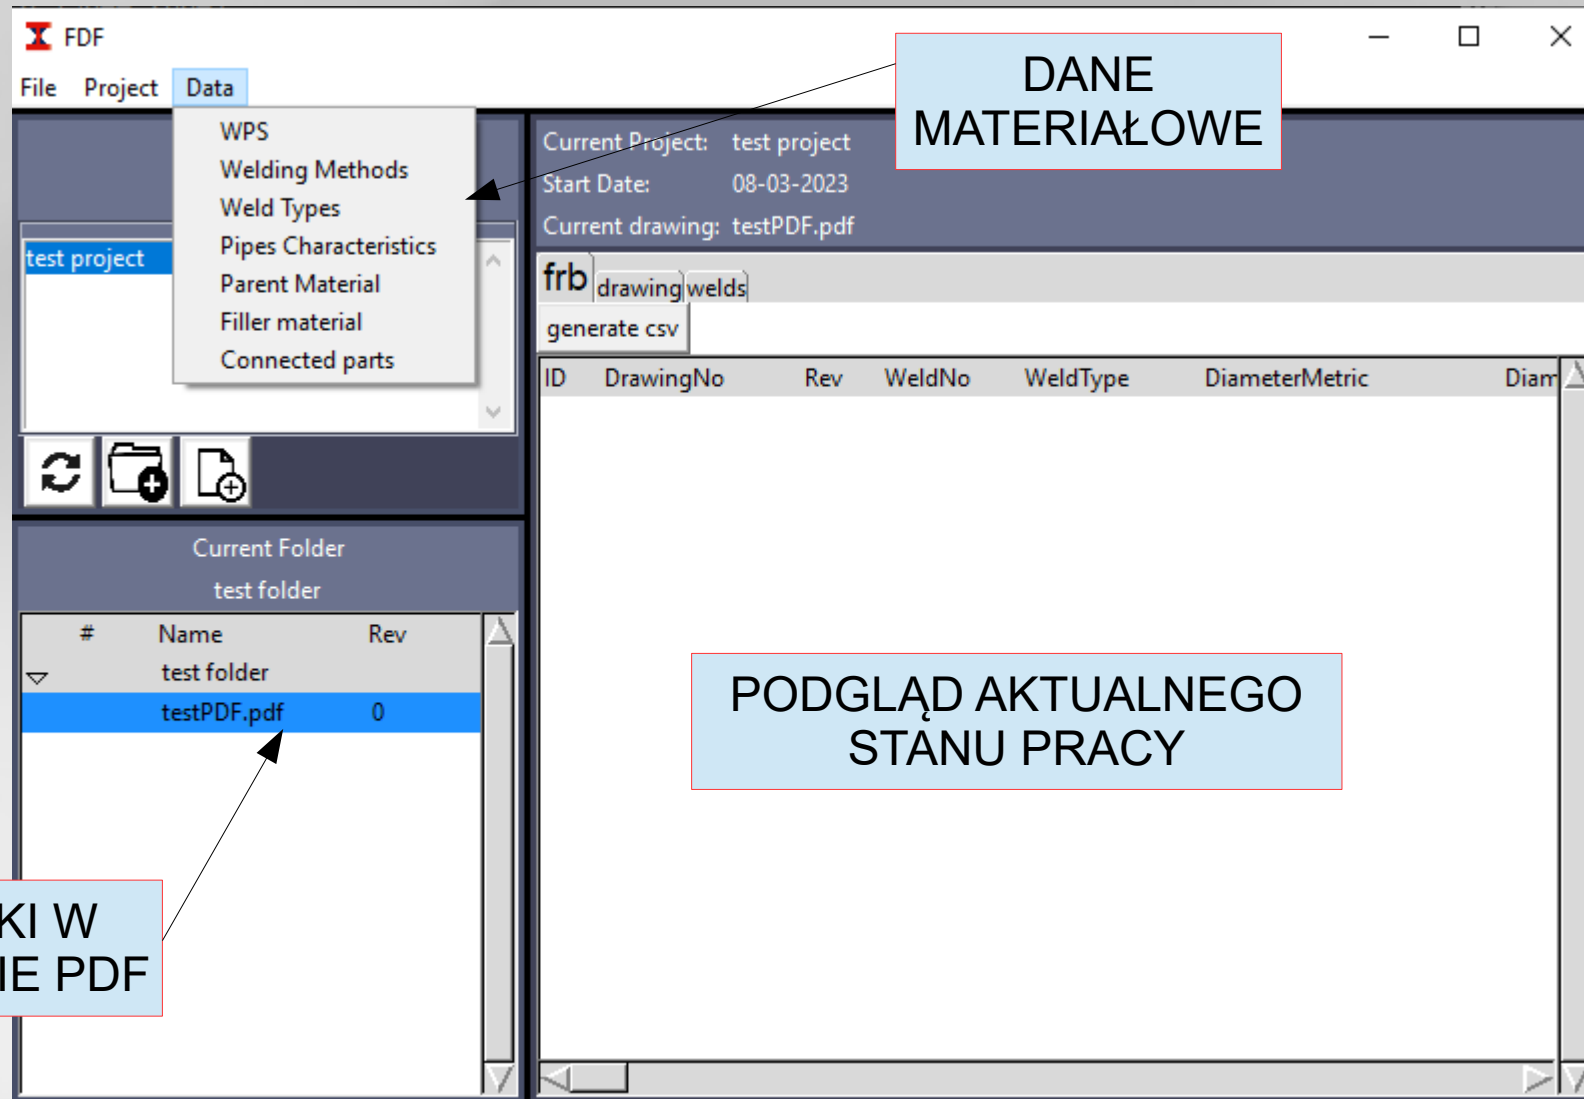 FDF
File Project Data
DANE
MATERIAŁOWE
WPS
Welding Methods
Weld Types
Pipes Characteristics
Parent Material
Filler material
Connected parts
test project
Current Project: test project
Start Date: 08-03-2023
Current drawing: testPDF.pdf
frb drawing welds
generate csv
ID DrawingNo Rev WeldNo WeldType DiameterMetric Diam
Current Folder
test folder
# Name Rev
test folder
testPDF.pdf 0
PODGLĄD AKTUALNEGO
STANU PRACY
KI W
IE PDF